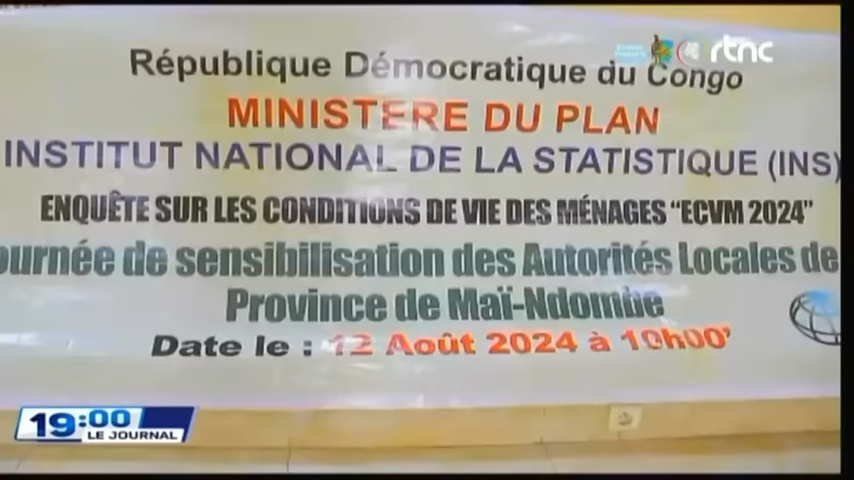 rtnc
République Démocratique du Congo
MINISTERE DU PLAN
INSTITUT NATIONAL DE LA STATISTIQUE (INS)
ENQUÊTE SUR LES CONDITIONS DE VIE DES MÉNAGES "ECVM 2024"
ournée de sensibilisation des Autorités Locales de
Province de Maï-Ndombe
Date le : 12 Août 2024 à 10h00'
19:00
LE JOURNAL